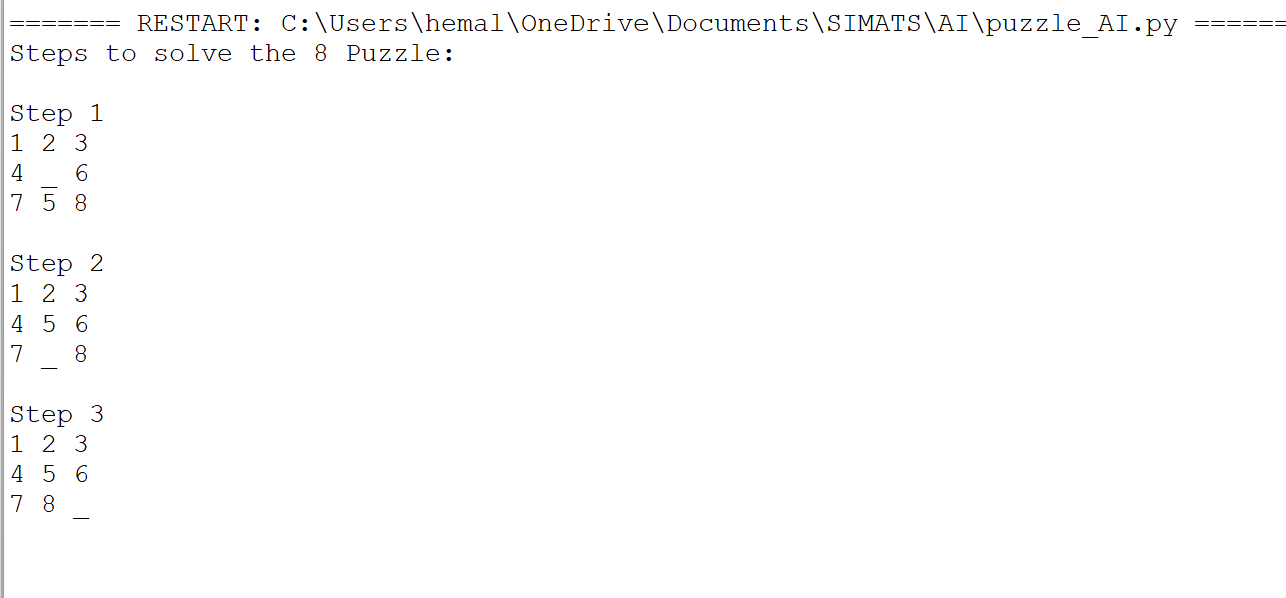 ======= RESTART: C:\Users\hemal\OneDrive\Documents\SIMATS\AI\puzzle_AI.py ======
Steps to solve the 8 Puzzle:

Step 1
1 2 3
4 _ 6
7 5 8

Step 2
1 2 3
4 5 6
7 _ 8

Step 3
1 2 3
4 5 6
7 8 _